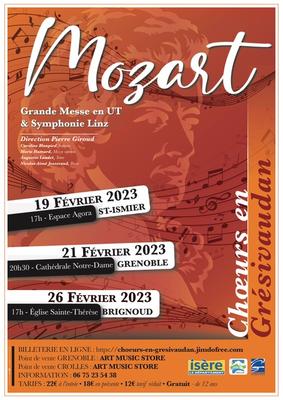 Mozart
Grande Messe en UT
& Symphonie Linz
Direction Pierre Giroud
19 FÉVRIER 2023
17h - Espace Agora ST-ISMIER
21 FÉVRIER 2023
20h30 - Cathédrale Notre-Dame GRENOBLE
26 FÉVRIER 2023
17h - Église Sainte-Thérèse BRIGNOUD
Chœurs en
Grésivaudan
BILLETERIE EN LIGNE : https://choeurs-en-gresivaudan.jimdofree.com
Point de vente GRENOBLE : ART MUSIC STORE
Point de vente CROLLES : ART MUSIC STORE
INFORMATION : 06 75 23 54 38
TARIFS : 22€ à l'entrée • 18€ en prévente • 12€ tarif réduit • Gratuit - de 12 ans
isère
LE DÉPARTEMENT